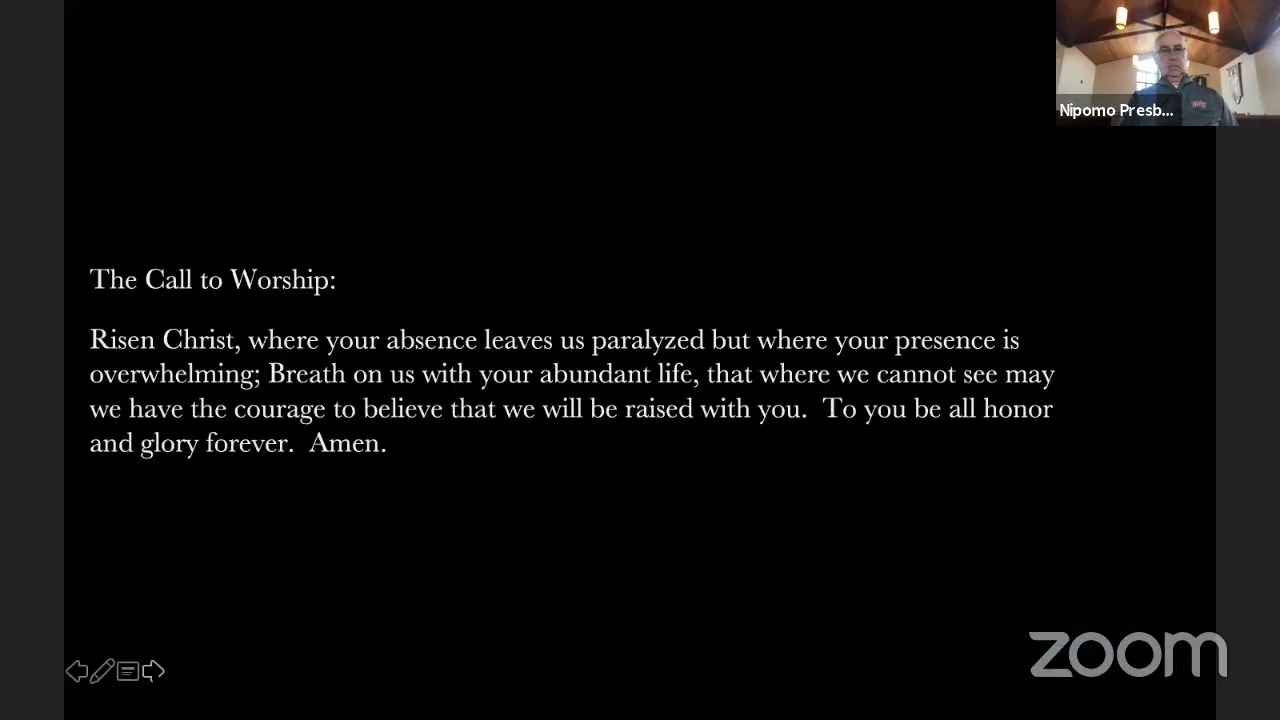 Nipomo Presb...
The Call to Worship:
Risen Christ, where your absence leaves us paralyzed but where your presence is
overwhelming; Breath on us with your abundant life, that where we cannot see may
we have the courage to believe that we will be raised with you.  To you be all honor
and glory forever.  Amen.
zoom